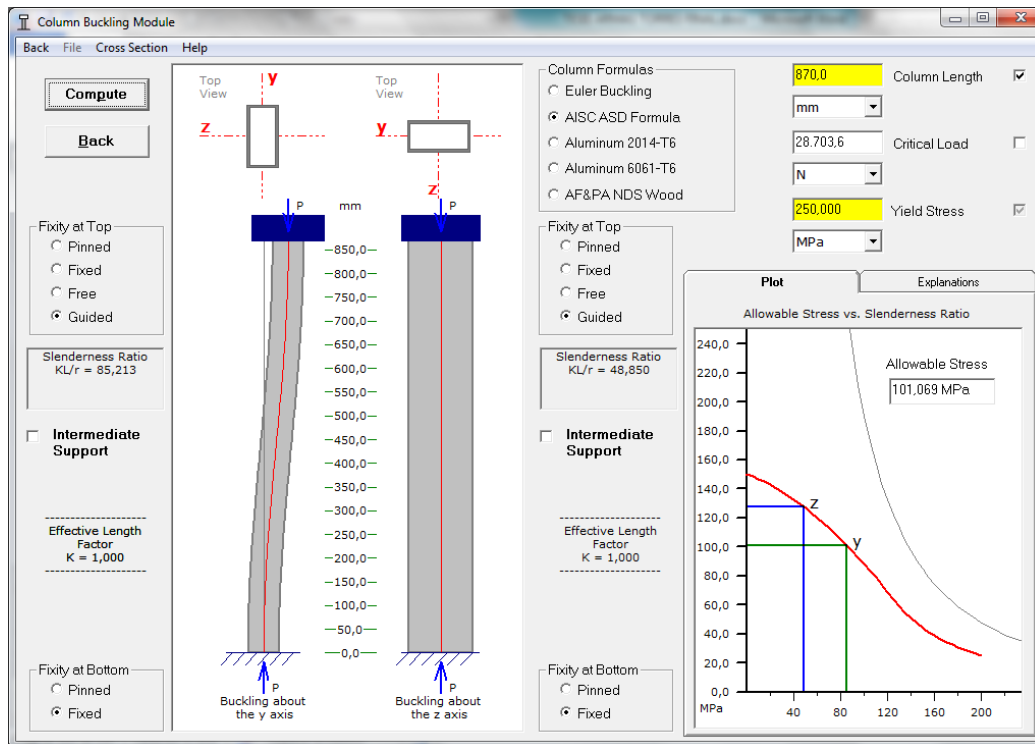 Column Buckling Module
Back File Cross Section Help
Compute
Back
Fixity at Top
Pinned
Fixed
Free
Guided
Slenderness Ratio
KL/r = 85,213
Intermediate
Support
Effective Length
Factor
K = 1,000
Fixity at Bottom
Pinned
Fixed
Top
View
y
z
Top
View
y
z
P
mm
P
850,0
800,0
750,0
700,0
650,0
600,0
550,0
500,0
450,0
400,0
350,0
300,0
250,0
200,0
150,0
100,0
50,0
0,0
P
P
Buckling about
the y axis
Buckling about
the z axis
Column Formulas
Euler Buckling
AISC ASD Formula
Aluminum 2014-T6
Aluminum 6061-T6
AF&PA NDS Wood
Fixity at Top
Pinned
Fixed
Free
Guided
Slenderness Ratio
KL/r = 48,850
Intermediate
Support
Effective Length
Factor
K = 1,000
Fixity at Bottom
Pinned
Fixed
870,0 Column Length
mm
28.703,6 Critical Load
N
250,000 Yield Stress
MPa
Plot Explanations
Allowable Stress vs. Slenderness Ratio
Allowable Stress
101,069 MPa
240,0
220,0
200,0
180,0
160,0
140,0
120,0
100,0
80,0
60,0
40,0
20,0
0,0
z
y
MPa 40 80 120 160 200